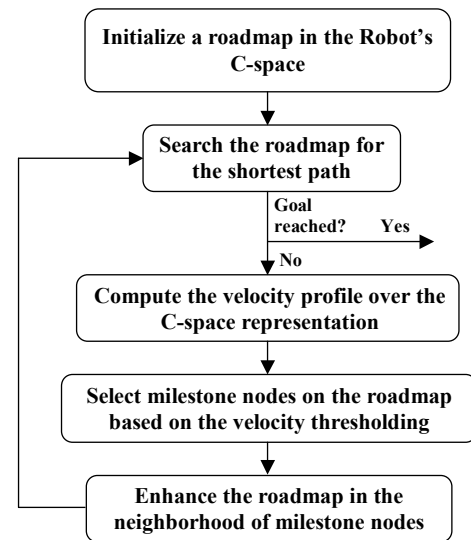 Initialize a roadmap in the Robot's
C-space
Search the roadmap for
the shortest path
Goal
reached? Yes
No
Compute the velocity profile over the
C-space representation
Select milestone nodes on the roadmap
based on the velocity thresholding
Enhance the roadmap in the
neighborhood of milestone nodes